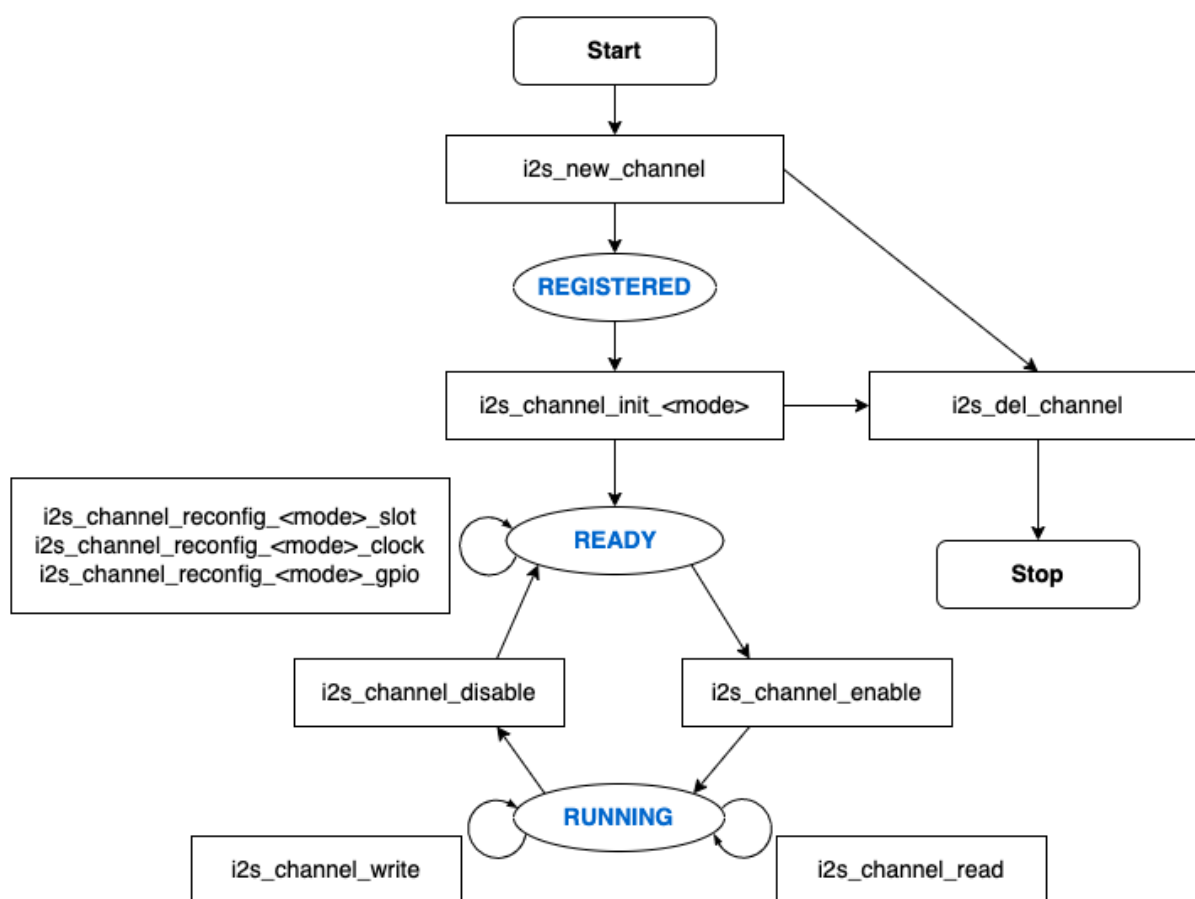 Start
i2s_new_channel
REGISTERED
i2s_channel_init_<mode>
i2s_del_channel
i2s_channel_reconfig_<mode>_slot
i2s_channel_reconfig_<mode>_clock
i2s_channel_reconfig_<mode>_gpio
READY
Stop
i2s_channel_disable
i2s_channel_enable
RUNNING
i2s_channel_write
i2s_channel_read